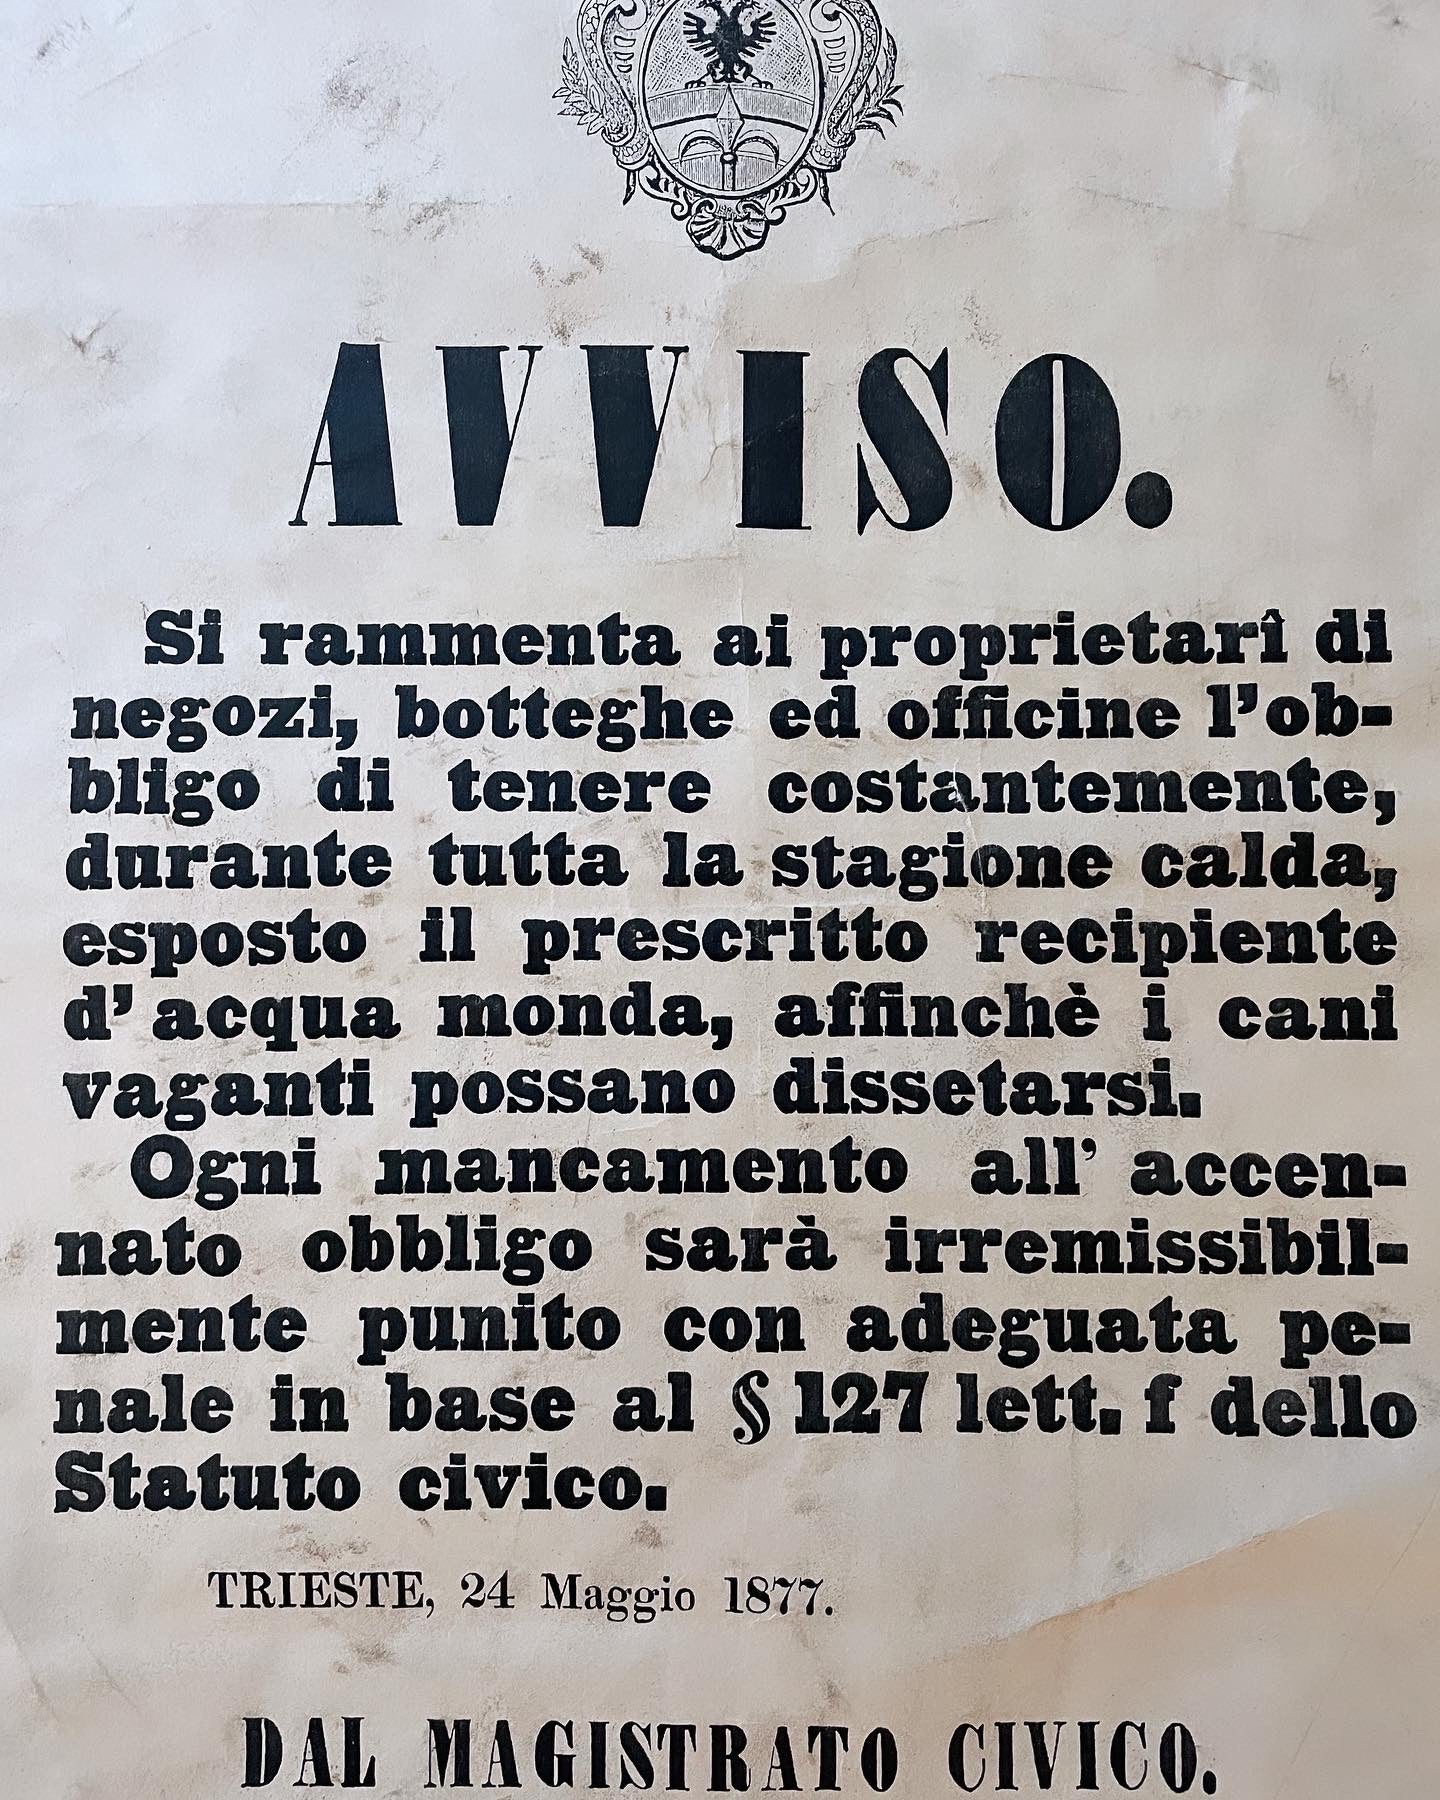 AVVISO.
Si rammenta ai proprietarî di
negozi, botteghe ed officine l'ob-
bligo di tenere costantemente,
durante tutta la stagione calda,
esposto il prescritto recipiente
d'acqua monda, affinchè i cani
vaganti possano dissetarsi.
Ogni mancamento all' accen-
nato obbligo sarà irremissibil-
mente punito con adeguata pe-
nale in base al § 127 lett. f dello
Statuto civico.
TRIESTE, 24 Maggio 1877.
DAL MAGISTRATO CIVICO.